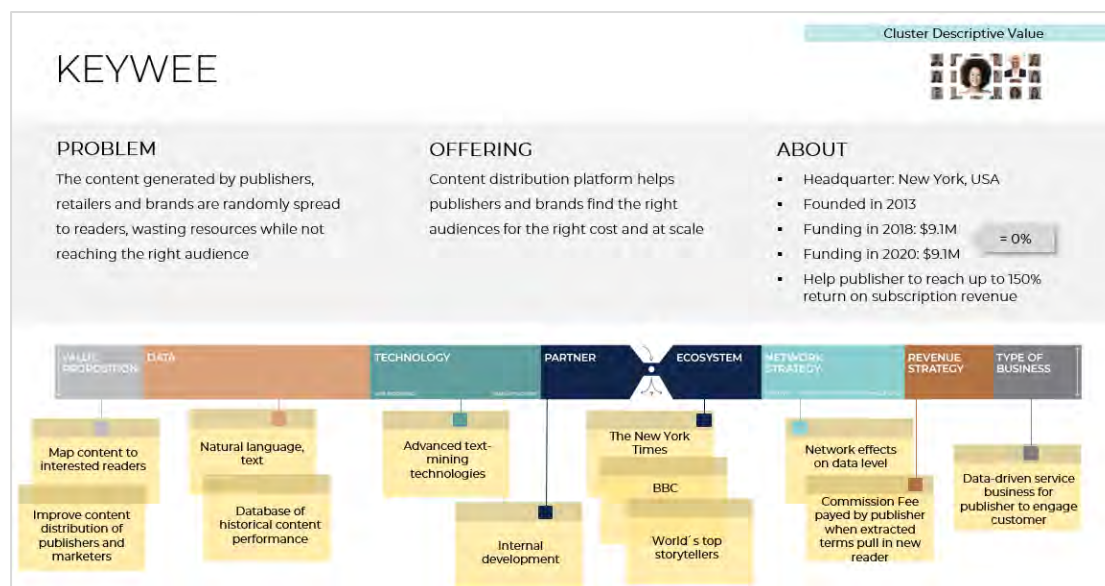 Cluster Descriptive Value
KEYWEE
PROBLEM
The content generated by publishers,
retailers and brands are randomly spread
to readers, wasting resources while not
reaching the right audience
OFFERING
Content distribution platform helps
publishers and brands find the right
audiences for the right cost and at scale
ABOUT
▪ Headquarter: New York, USA
▪ Founded in 2013
▪ Funding in 2018: $9.1M
▪ Funding in 2020: $9.1M
= 0%
▪ Help publisher to reach up to 150%
return on subscription revenue
VALUE
PROPOSITION
DATA
TECHNOLOGY
PARTNER
ECOSYSTEM
NETWORK
STRATEGY
REVENUE
STRATEGY
TYPE OF
BUSINESS
Map content to
interested readers
Improve content
distribution of
publishers and
marketers
Natural language,
text
Database of
historical content
performance
Advanced text-
mining
technologies
Internal
development
The New York
Times
BBC
World´s top
storytellers
Network effects
on data level
Commission Fee
payed by publisher
when extracted
terms pull in new
reader
Data-driven service
business for
publisher to engage
customer